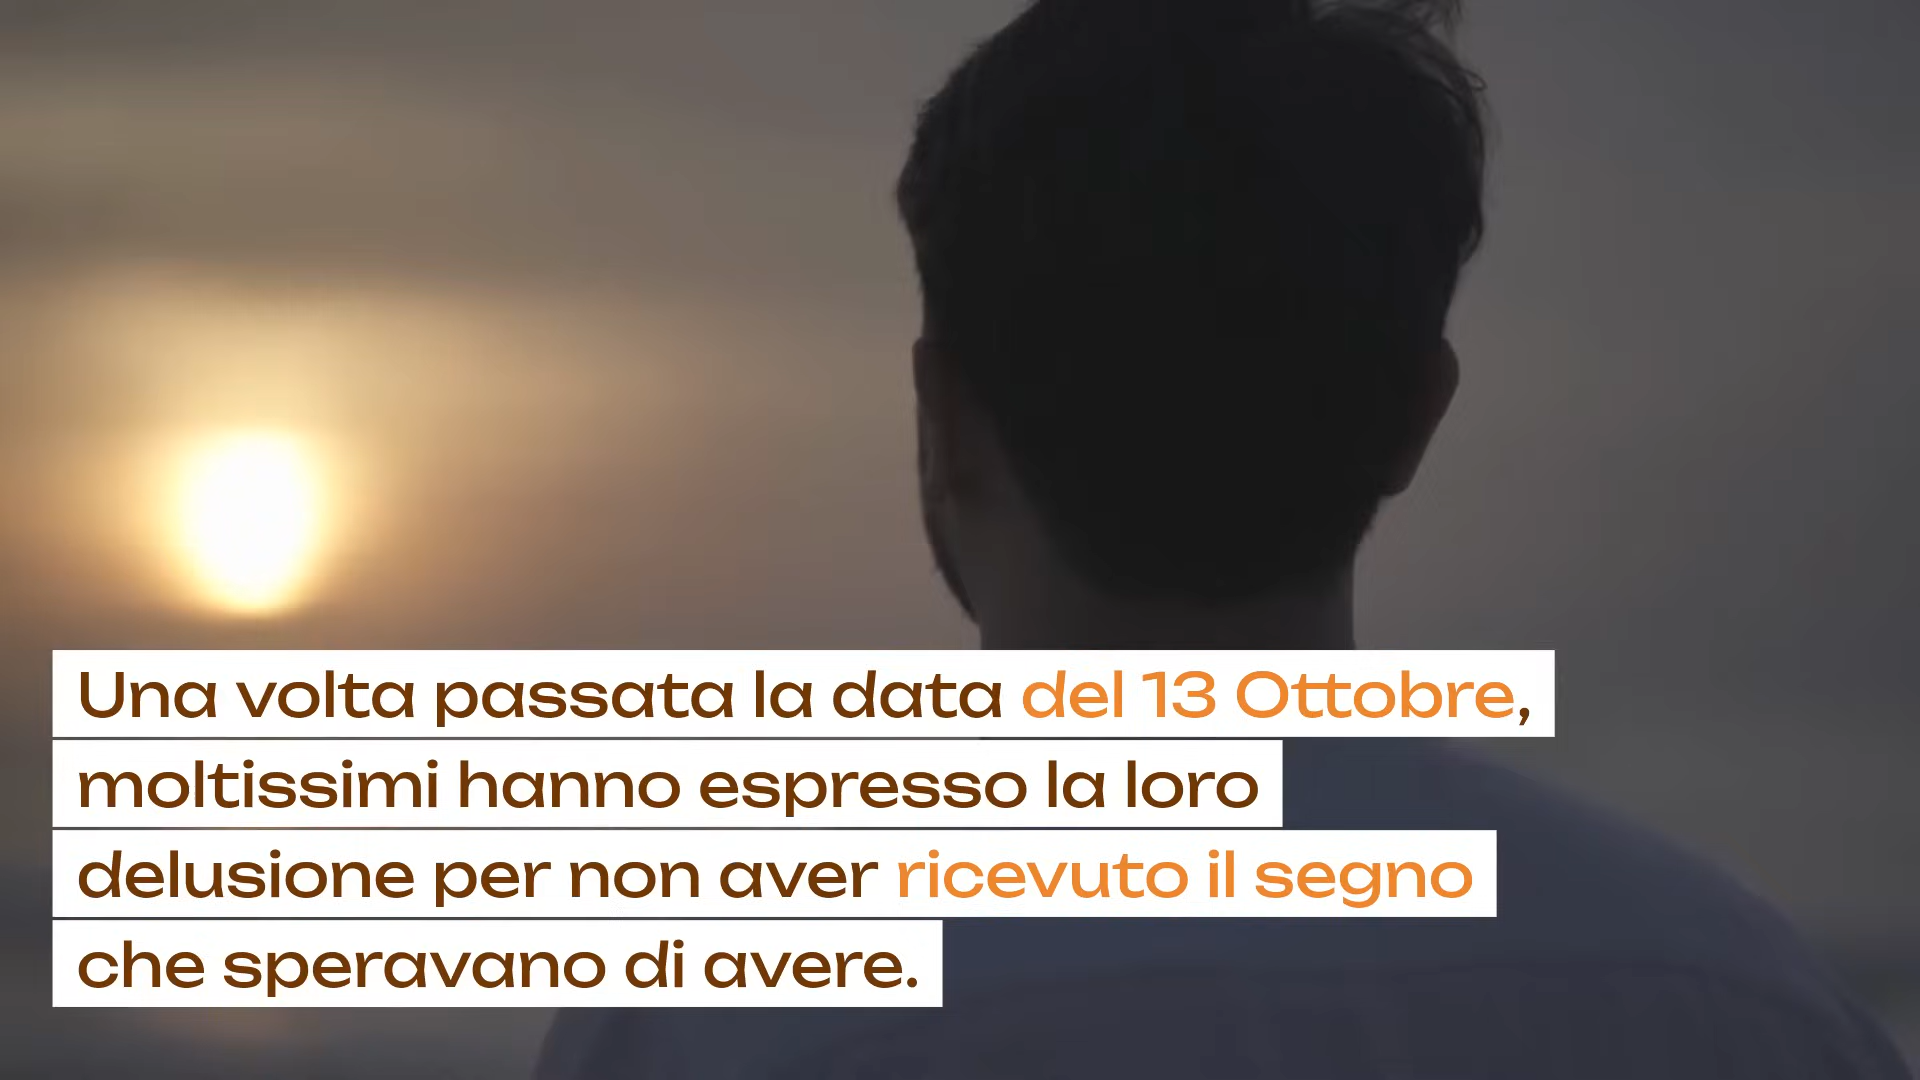 Una volta passata la data del 13 Ottobre,
moltissimi hanno espresso la loro
delusione per non aver ricevuto il segno
che speravano di avere.